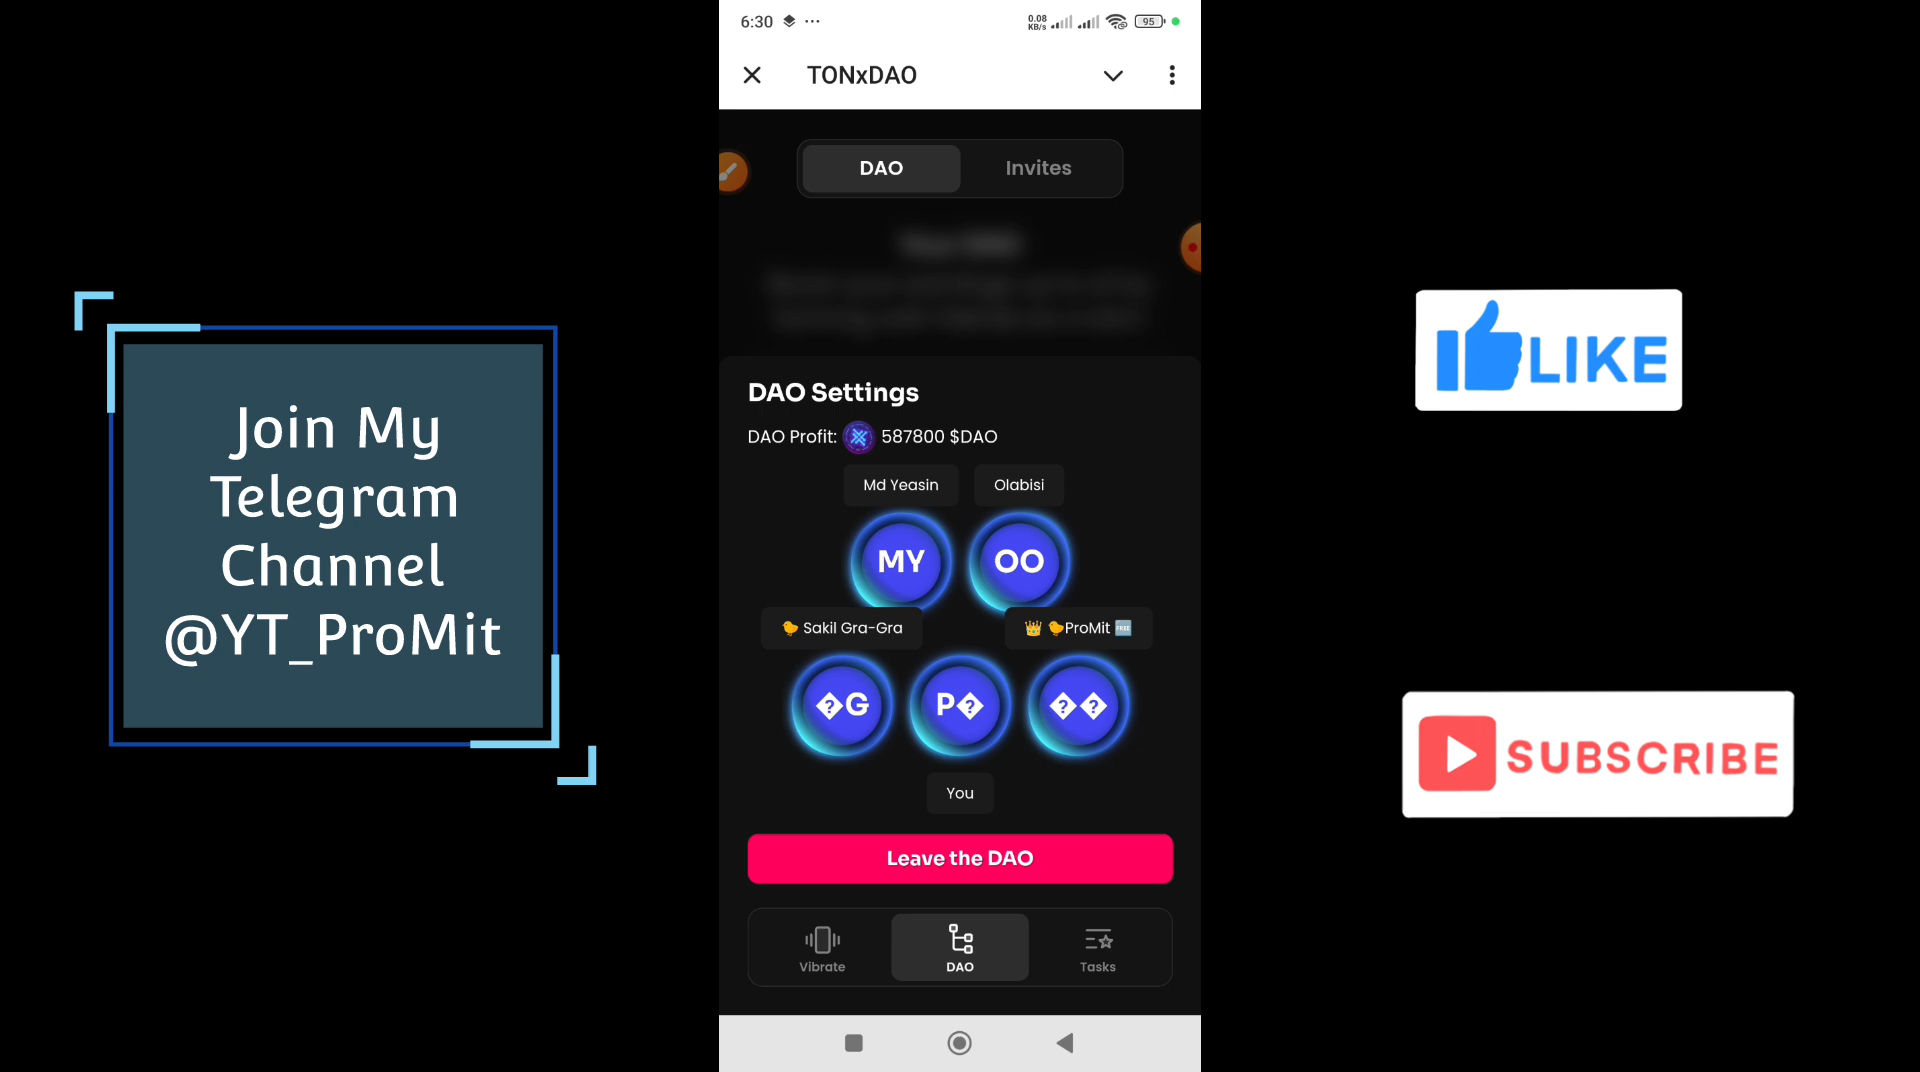 Join My
Telegram
Channel
@YT_ProMit
6:30
0.08
KB/s
95
TONxDAO
DAO
Invites
DAO Settings
DAO Profit: 587800 $DAO
Md Yeasin
Olabisi
MY
OO
🐤 Sakil Gra-Gra
👑 🐤ProMit 🆓
�G
P�
��
You
Leave the DAO
Vibrate
DAO
Tasks
LIKE
SUBSCRIBE